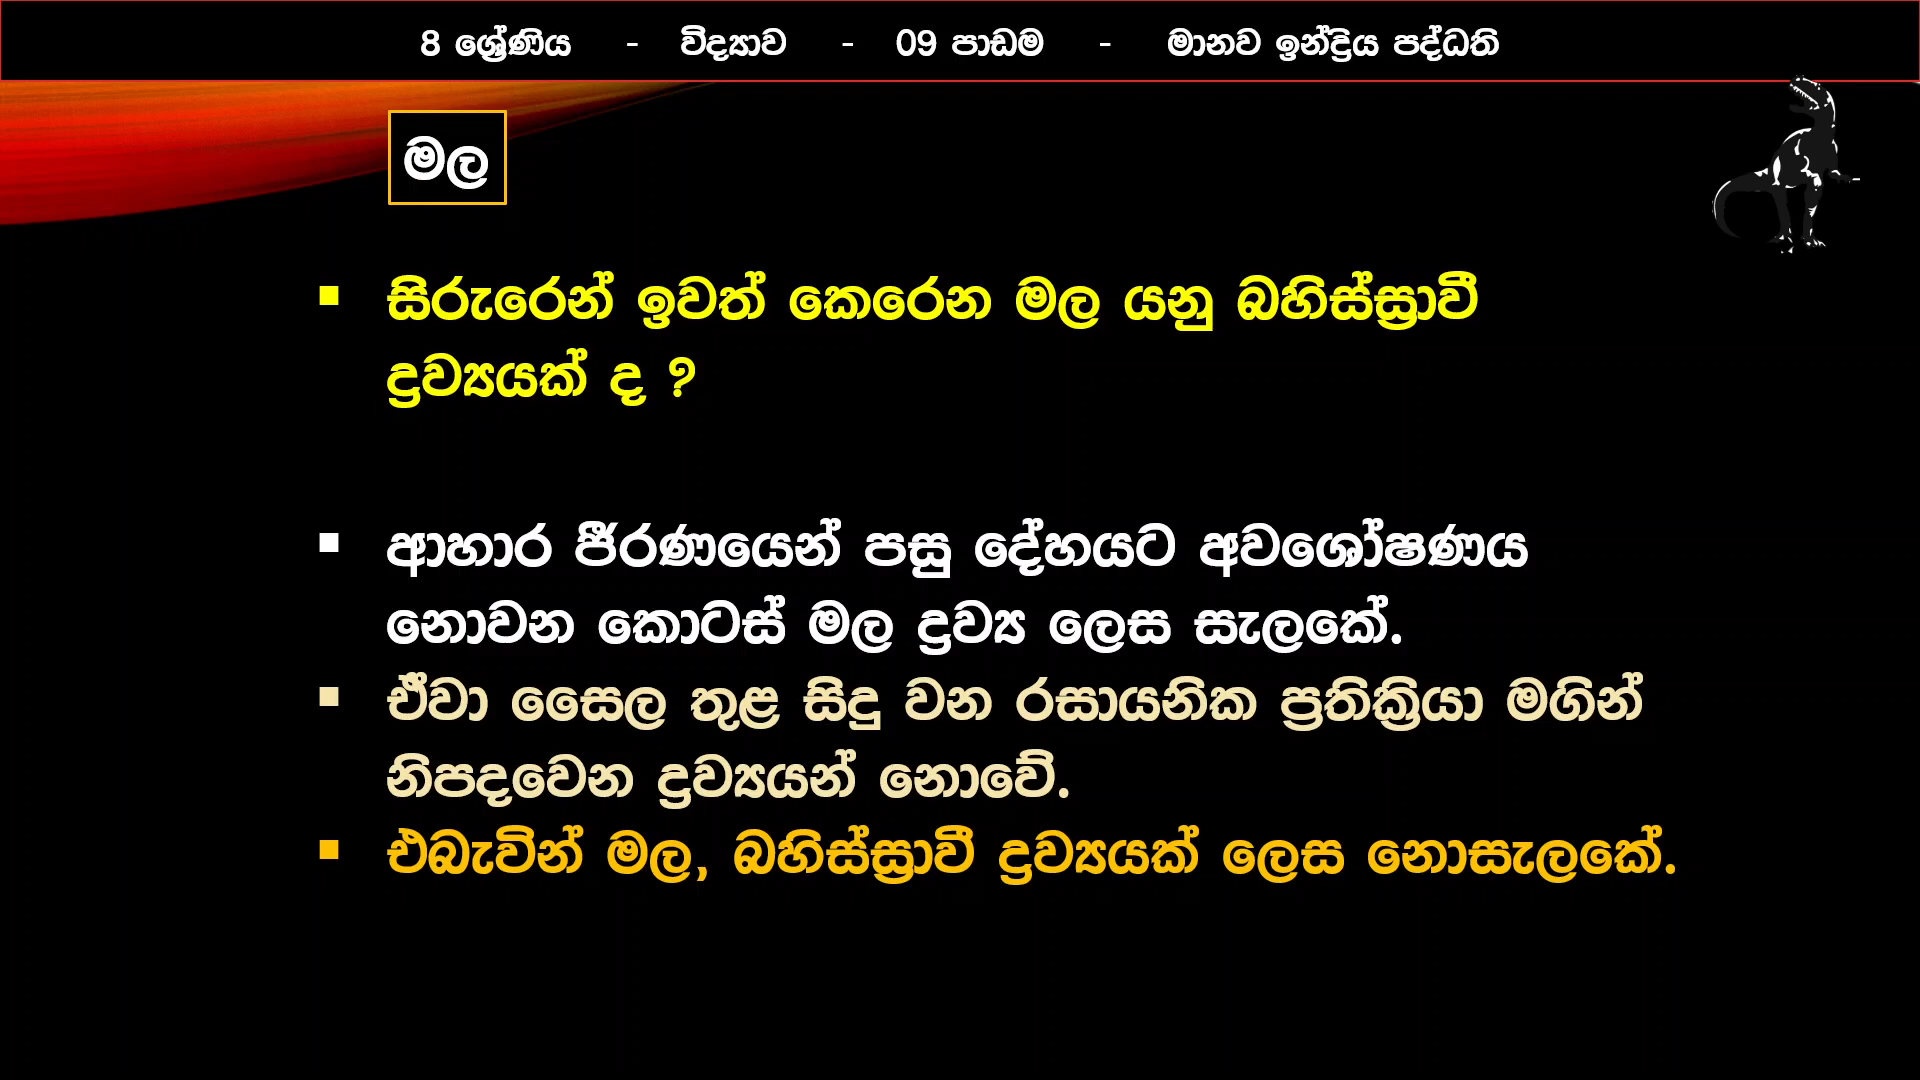 8 ශ්‍රේණිය - විද්‍යාව - 09 පාඩම - මානව ඉන්ද්‍රිය පද්ධති
මල
▪ සිරුරෙන් ඉවත් කෙරෙන මල යනු බහිස්ස්‍රාවී
ද්‍රව්‍යයක් ද ?
▪ ආහාර ජීරණයෙන් පසු දේහයට අවශෝෂණය
නොවන කොටස් මල ද්‍රව්‍ය ලෙස සැලකේ.
▪ ඒවා සෛල තුළ සිදු වන රසායනික ප්‍රතික්‍රියා මගින්
නිපදවෙන ද්‍රව්‍යයන් නොවේ.
▪ එබැවින් මල, බහිස්ස්‍රාවී ද්‍රව්‍යයක් ලෙස නොසැලකේ.